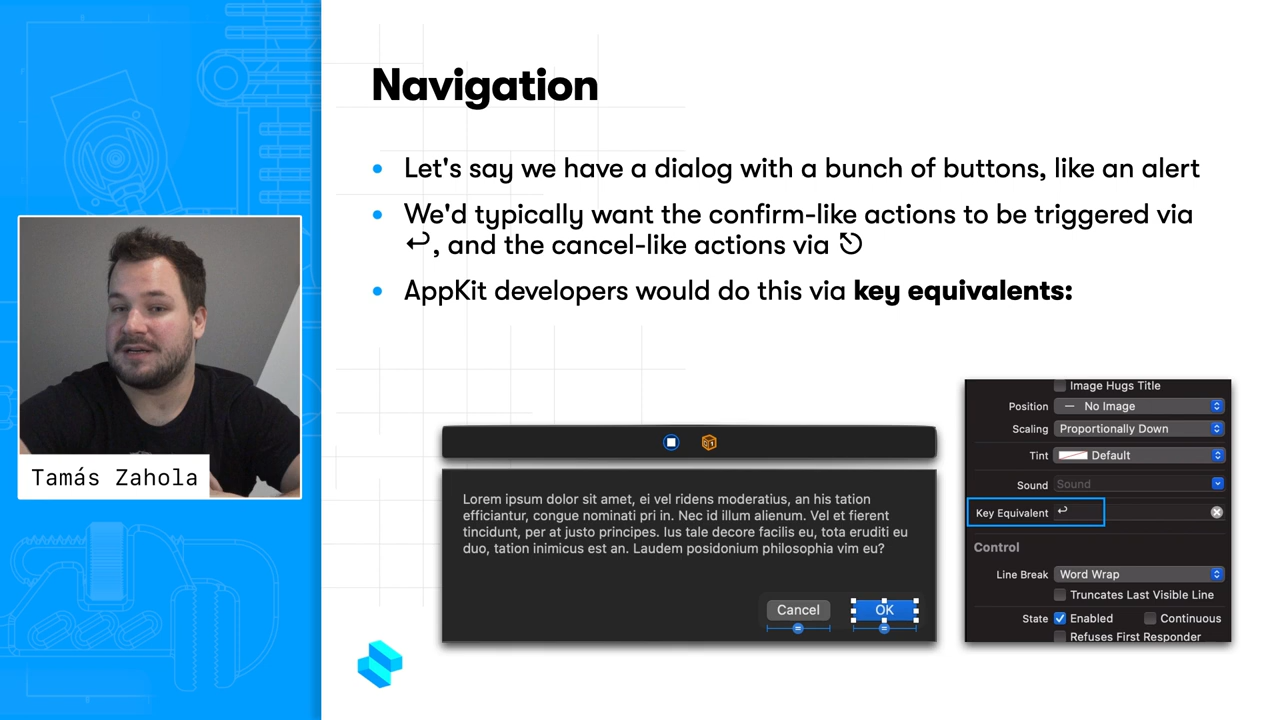 Navigation
• Let's say we have a dialog with a bunch of buttons, like an alert
• We'd typically want the confirm-like actions to be triggered via
↩, and the cancel-like actions via ⎋
• AppKit developers would do this via key equivalents:
Tamás Zahola
Lorem ipsum dolor sit amet, ei vel ridens moderatius, an his tation
efficiantur, congue nominati pri in. Nec id illum alienum. Vel et fierent
tincidunt, per at justo principes. Ius tale decore facilis eu, tota eruditi eu
duo, tation inimicus est an. Laudem posidonium philosophia vim eu?
Cancel
OK
Image Hugs Title
Position — No Image
Scaling Proportionally Down
Tint Default
Sound Sound
Key Equivalent ↩
Control
Line Break Word Wrap
Truncates Last Visible Line
State Enabled Continuous
Refuses First Responder